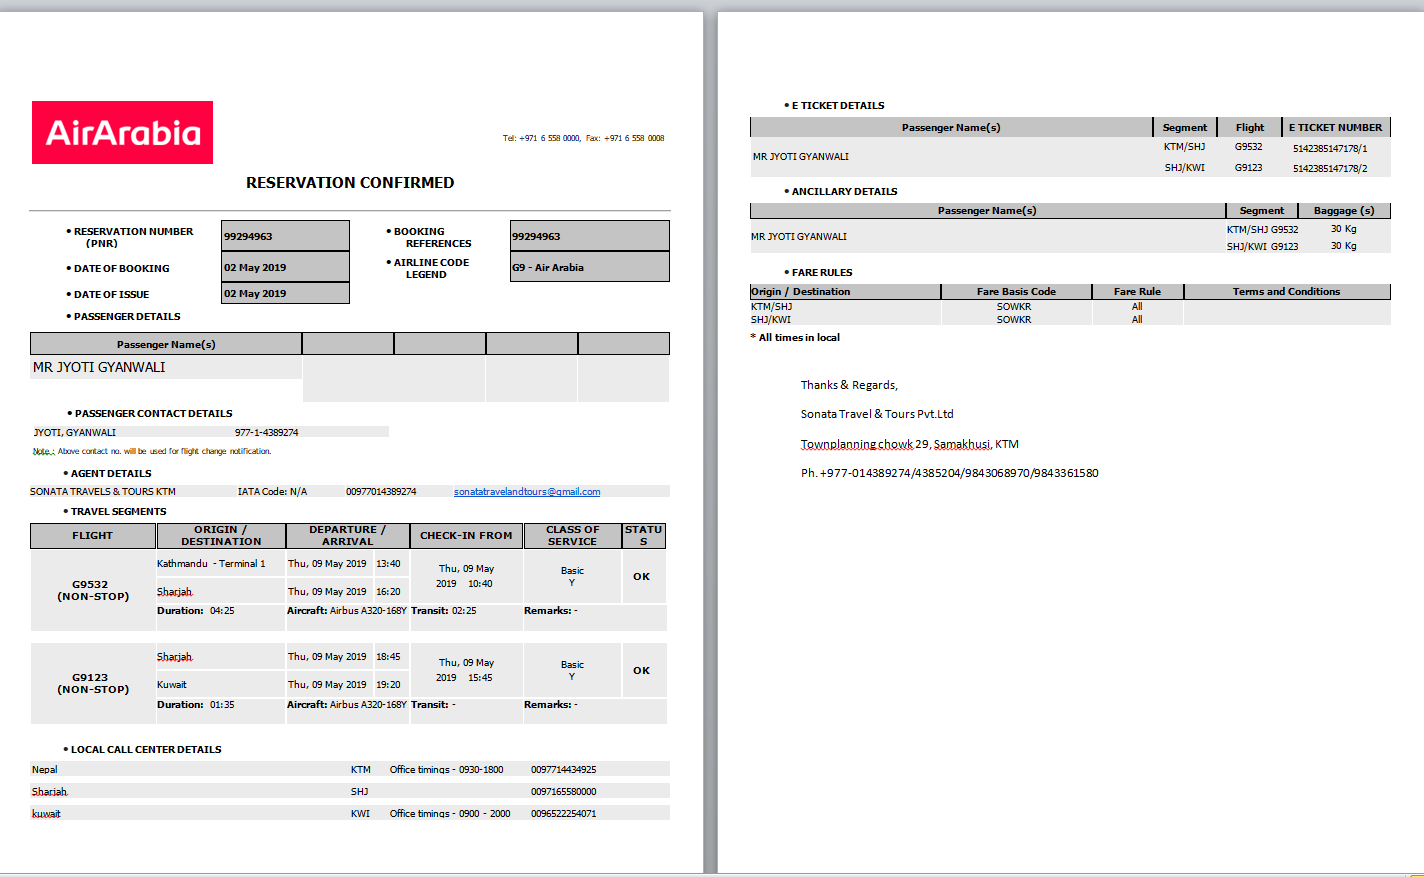 AirArabia
Tel: +971 6 558 0000, Fax: +971 6 558 0008
RESERVATION CONFIRMED
• RESERVATION NUMBER (PNR) 99294963 • BOOKING REFERENCES 99294963
• DATE OF BOOKING 02 May 2019 • AIRLINE CODE LEGEND G9 - Air Arabia
• DATE OF ISSUE 02 May 2019
• PASSENGER DETAILS
Passenger Name(s)
MR JYOTI GYANWALI
• PASSENGER CONTACT DETAILS
JYOTI, GYANWALI 977-1-4389274
Note : Above contact no. will be used for flight change notification.
• AGENT DETAILS
SONATA TRAVELS & TOURS KTM IATA Code: N/A 00977014389274 sonatatravelandtours@gmail.com
• TRAVEL SEGMENTS
FLIGHT ORIGIN / DESTINATION DEPARTURE / ARRIVAL CHECK-IN FROM CLASS OF SERVICE STATUS
G9532 (NON-STOP)
Kathmandu - Terminal 1 Thu, 09 May 2019 13:40 Thu, 09 May 2019 10:40 Basic Y OK
Sharjah Thu, 09 May 2019 16:20
Duration: 04:25 Aircraft: Airbus A320-168Y Transit: 02:25 Remarks: -
G9123 (NON-STOP)
Sharjah Thu, 09 May 2019 18:45 Thu, 09 May 2019 15:45 Basic Y OK
Kuwait Thu, 09 May 2019 19:20
Duration: 01:35 Aircraft: Airbus A320-168Y Transit: - Remarks: -
• LOCAL CALL CENTER DETAILS
Nepal KTM Office timings - 0930-1800 0097714434925
Sharjah SHJ 0097165580000
kuwait KWI Office timings - 0900 - 2000 0096522254071
• E TICKET DETAILS
Passenger Name(s) Segment Flight E TICKET NUMBER
MR JYOTI GYANWALI KTM/SHJ G9532 5142385147178/1
SHJ/KWI G9123 5142385147178/2
• ANCILLARY DETAILS
Passenger Name(s) Segment Baggage (s)
MR JYOTI GYANWALI KTM/SHJ G9532 30 Kg
SHJ/KWI G9123 30 Kg
• FARE RULES
Origin / Destination Fare Basis Code Fare Rule Terms and Conditions
KTM/SHJ SOWKR All
SHJ/KWI SOWKR All
* All times in local
Thanks & Regards,
Sonata Travel & Tours Pvt.Ltd
Townplanning chowk 29, Samakhusi, KTM
Ph. +977-014389274/4385204/9843068970/9843361580